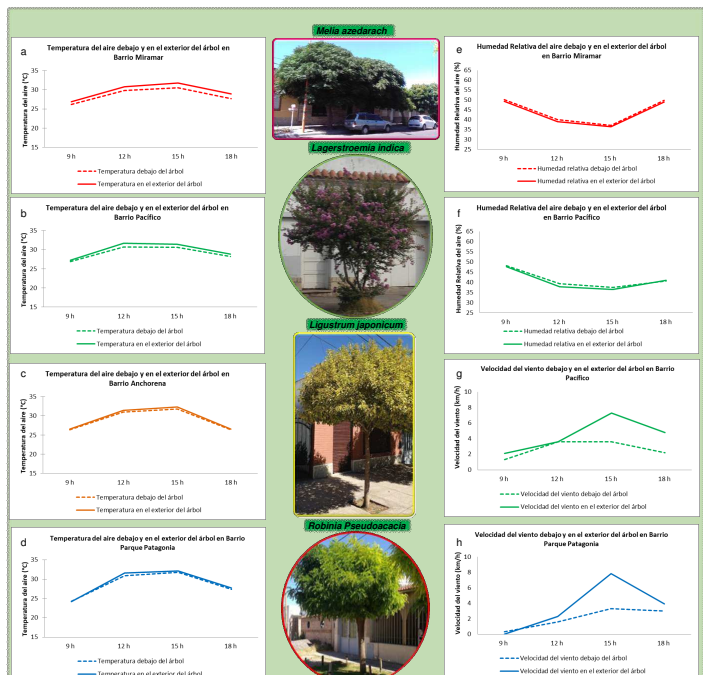 Melia azedarach
a
Temperatura del aire debajo y en el exterior del árbol en
Barrio Miramar
Temperatura del aire (°C)
35
30
25
20
15
9 h 12 h 15 h 18 h
Temperatura debajo del árbol
Temperatura en el exterior del árbol
b
Temperatura del aire debajo y en el exterior del árbol en
Barrio Pacífico
Temperatura del aire (°C)
35
30
25
20
15
9 h 12 h 15 h 18 h
Temperatura debajo del árbol
Temperatura en el exterior del árbol
c
Temperatura del aire debajo y en el exterior del árbol en
Barrio Anchorena
Temperatura del aire (°C)
35
30
25
20
15
9 h 12 h 15 h 18 h
Temperatura debajo del árbol
Temperatura en el exterior del árbol
d
Temperatura del aire debajo y en el exterior del árbol en Barrio
Parque Patagonia
Temperatura del aire (°C)
35
30
25
20
15
9 h 12 h 15 h 18 h
Temperatura debajo del árbol
Temperatura en el exterior del árbol
Lagerstroemia indica
Ligustrum japonicum
Robinia Pseudoacacia
e
Humedad Relativa del aire debajo y en el exterior del árbol
en Barrio Miramar
Humedad Relativa del aire (%)
65
60
55
50
45
40
35
30
25
9 h 12 h 15 h 18 h
Humedad relativa debajo del árbol
Humedad relativa en el exterior del árbol
f
Humedad Relativa del aire debajo y en el exterior del árbol
en Barrio Pacífico
Humedad Relativa del aire (%)
65
60
55
50
45
40
35
30
25
9 h 12 h 15 h 18 h
Humedad relativa debajo del árbol
Humedad relativa en el exterior del árbol
g
Velocidad del viento debajo y en el exterior del árbol en Barrio
Pacífico
Velocidad del viento (km/h)
10
8
6
4
2
0
9 h 12 h 15 h 18 h
Velocidad del viento debajo del árbol
Velocidad del viento en el exterior del árbol
h
Velocidad del viento debajo y en el exterior del árbol en Barrio
Parque Patagonia
Velocidad del viento (km/h)
10
8
6
4
2
0
9 h 12 h 15 h 18 h
Velocidad del viento debajo del árbol
Velocidad del viento en el exterior del árbol